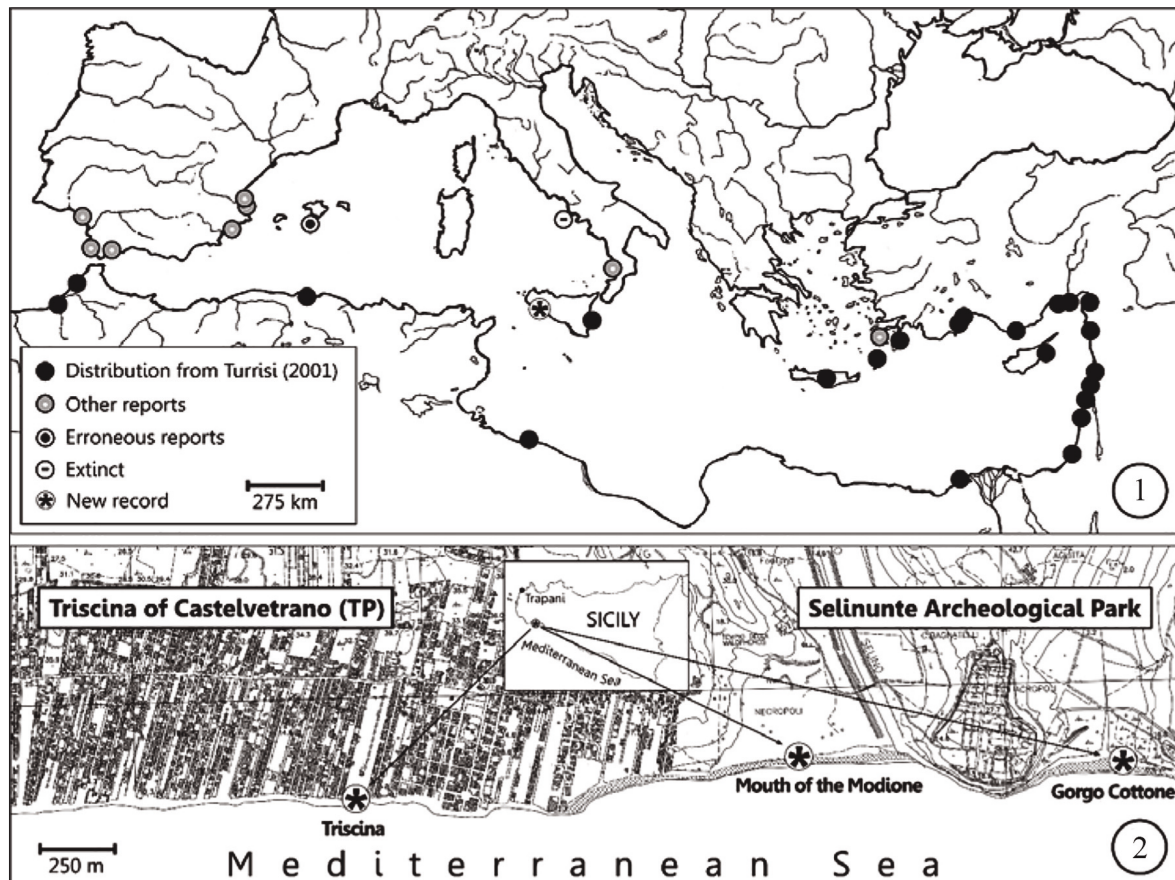 Distribution from Turrisi (2001)
Other reports
Erroneous reports
Extinct
New record
275 km
1
Triscina of Castelvetrano (TP)
Trapani
SICILY
Mediterranean Sea
Selinunte Archeological Park
NECROPOLI
Triscina
Mouth of the Modione
Gorgo Cottone
250 m
Mediterranean Sea
2